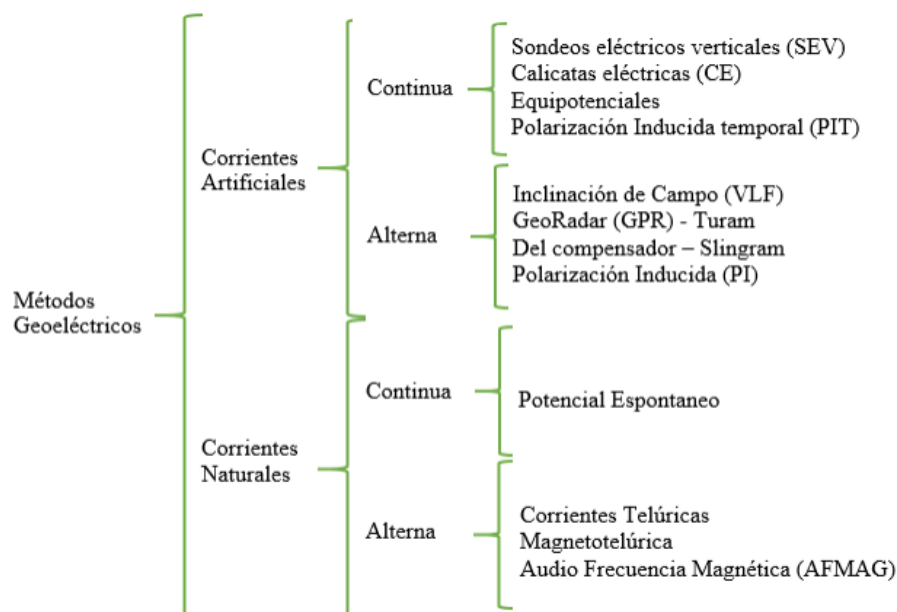 Métodos
Geoeléctricos
Corrientes
Artificiales
Continua
Sondeos eléctricos verticales (SEV)
Calicatas eléctricas (CE)
Equipotenciales
Polarización Inducida temporal (PIT)
Alterna
Inclinación de Campo (VLF)
GeoRadar (GPR) - Turam
Del compensador – Slingram
Polarización Inducida (PI)
Corrientes
Naturales
Continua
Potencial Espontaneo
Alterna
Corrientes Telúricas
Magnetotelúrica
Audio Frecuencia Magnética (AFMAG)